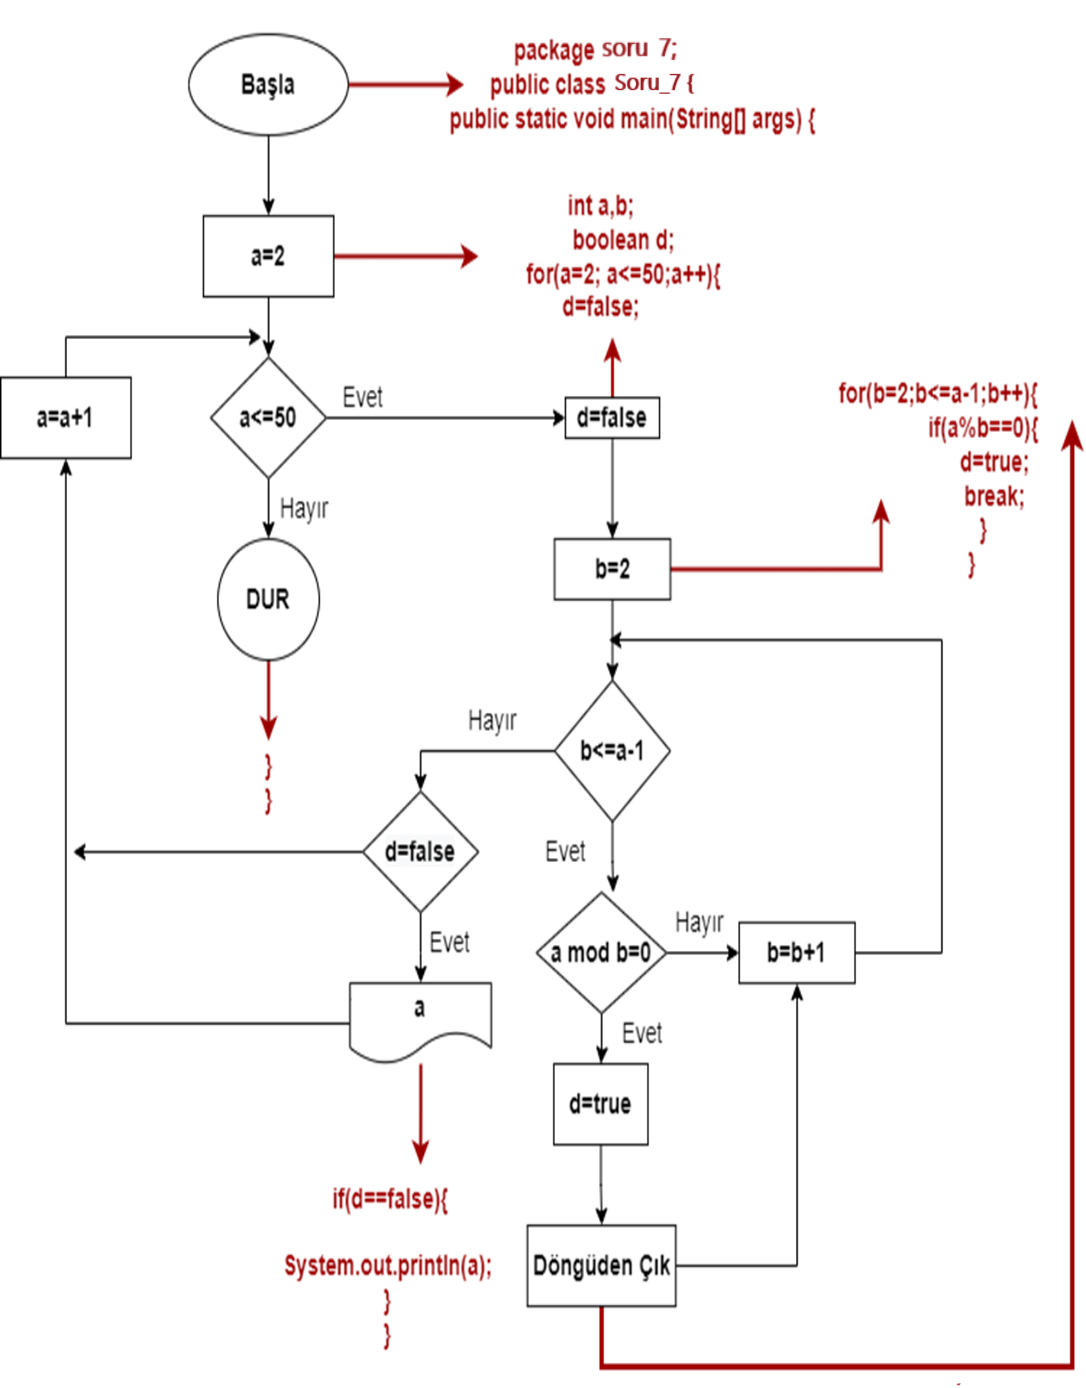 Başla
package soru 7;
public class Soru_7 {
public static void main(String[] args) {
a=2
int a,b;
boolean d;
for(a=2; a<=50;a++){
d=false;
a=a+1
a<=50
Evet
d=false
for(b=2;b<=a-1;b++){
if(a%b==0){
d=true;
break;
}
}
Hayır
DUR
b=2
}
}
Hayır
b<=a-1
d=false
Evet
Evet
a mod b=0
Hayır
b=b+1
a
Evet
d=true
if(d==false){
System.out.println(a);
}
}
Döngüden Çık